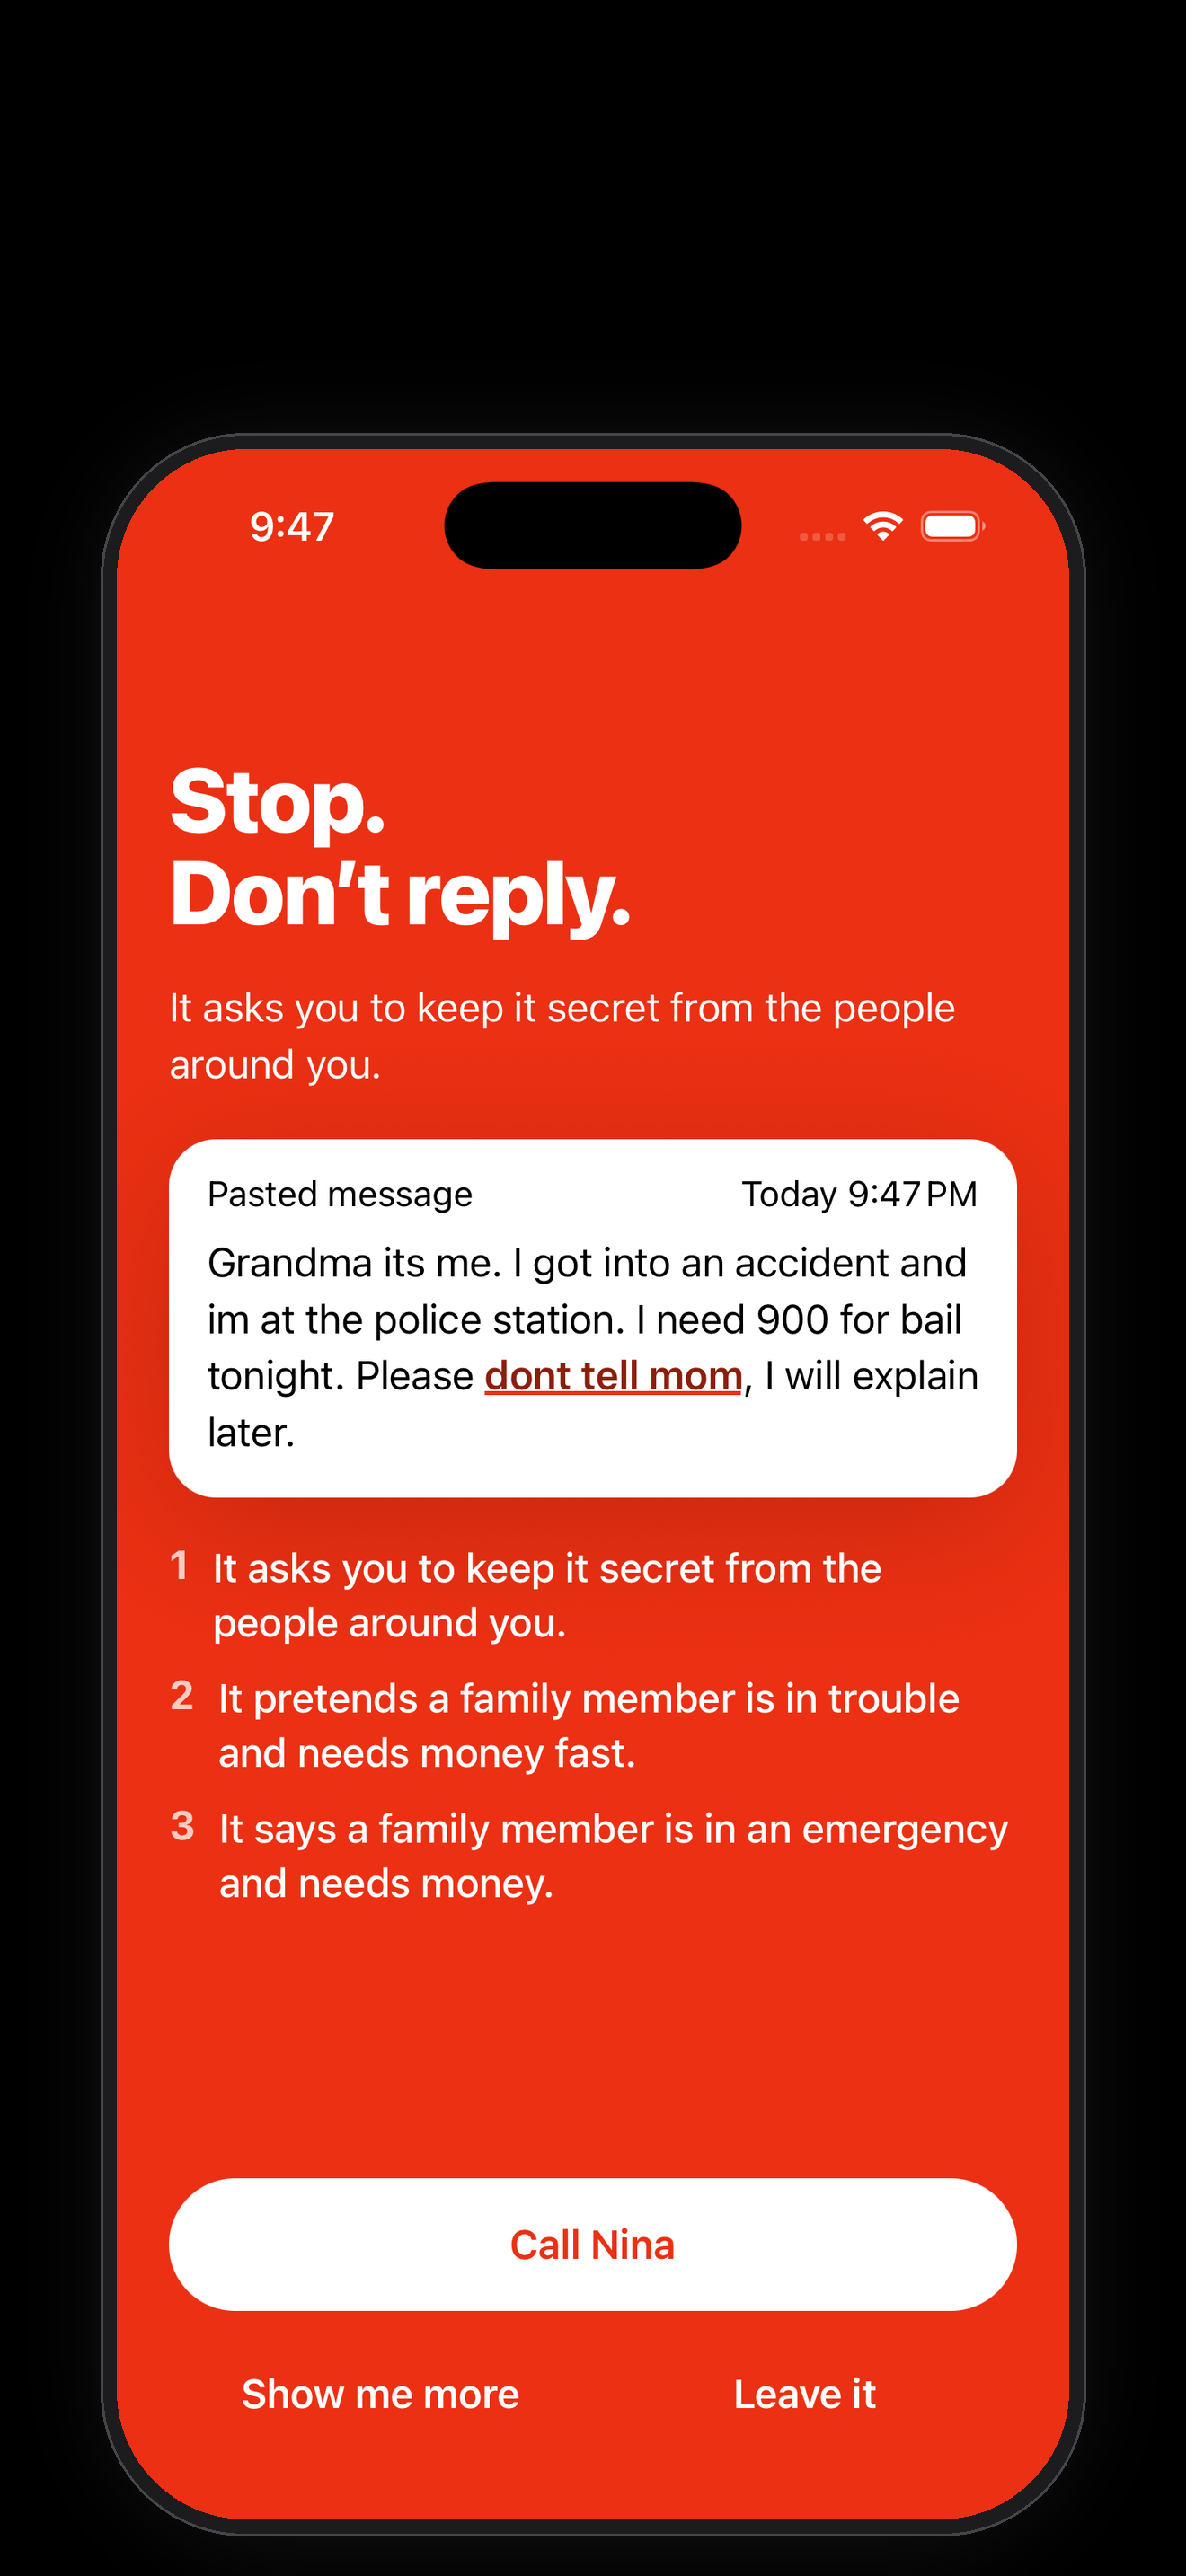 9:47
Stop.
Don’t reply.
It asks you to keep it secret from the people
around you.
Pasted message Today 9:47 PM
Grandma its me. I got into an accident and
im at the police station. I need 900 for bail
tonight. Please dont tell mom, I will explain
later.
1 It asks you to keep it secret from the
people around you.
2 It pretends a family member is in trouble
and needs money fast.
3 It says a family member is in an emergency
and needs money.
Call Nina
Show me more Leave it